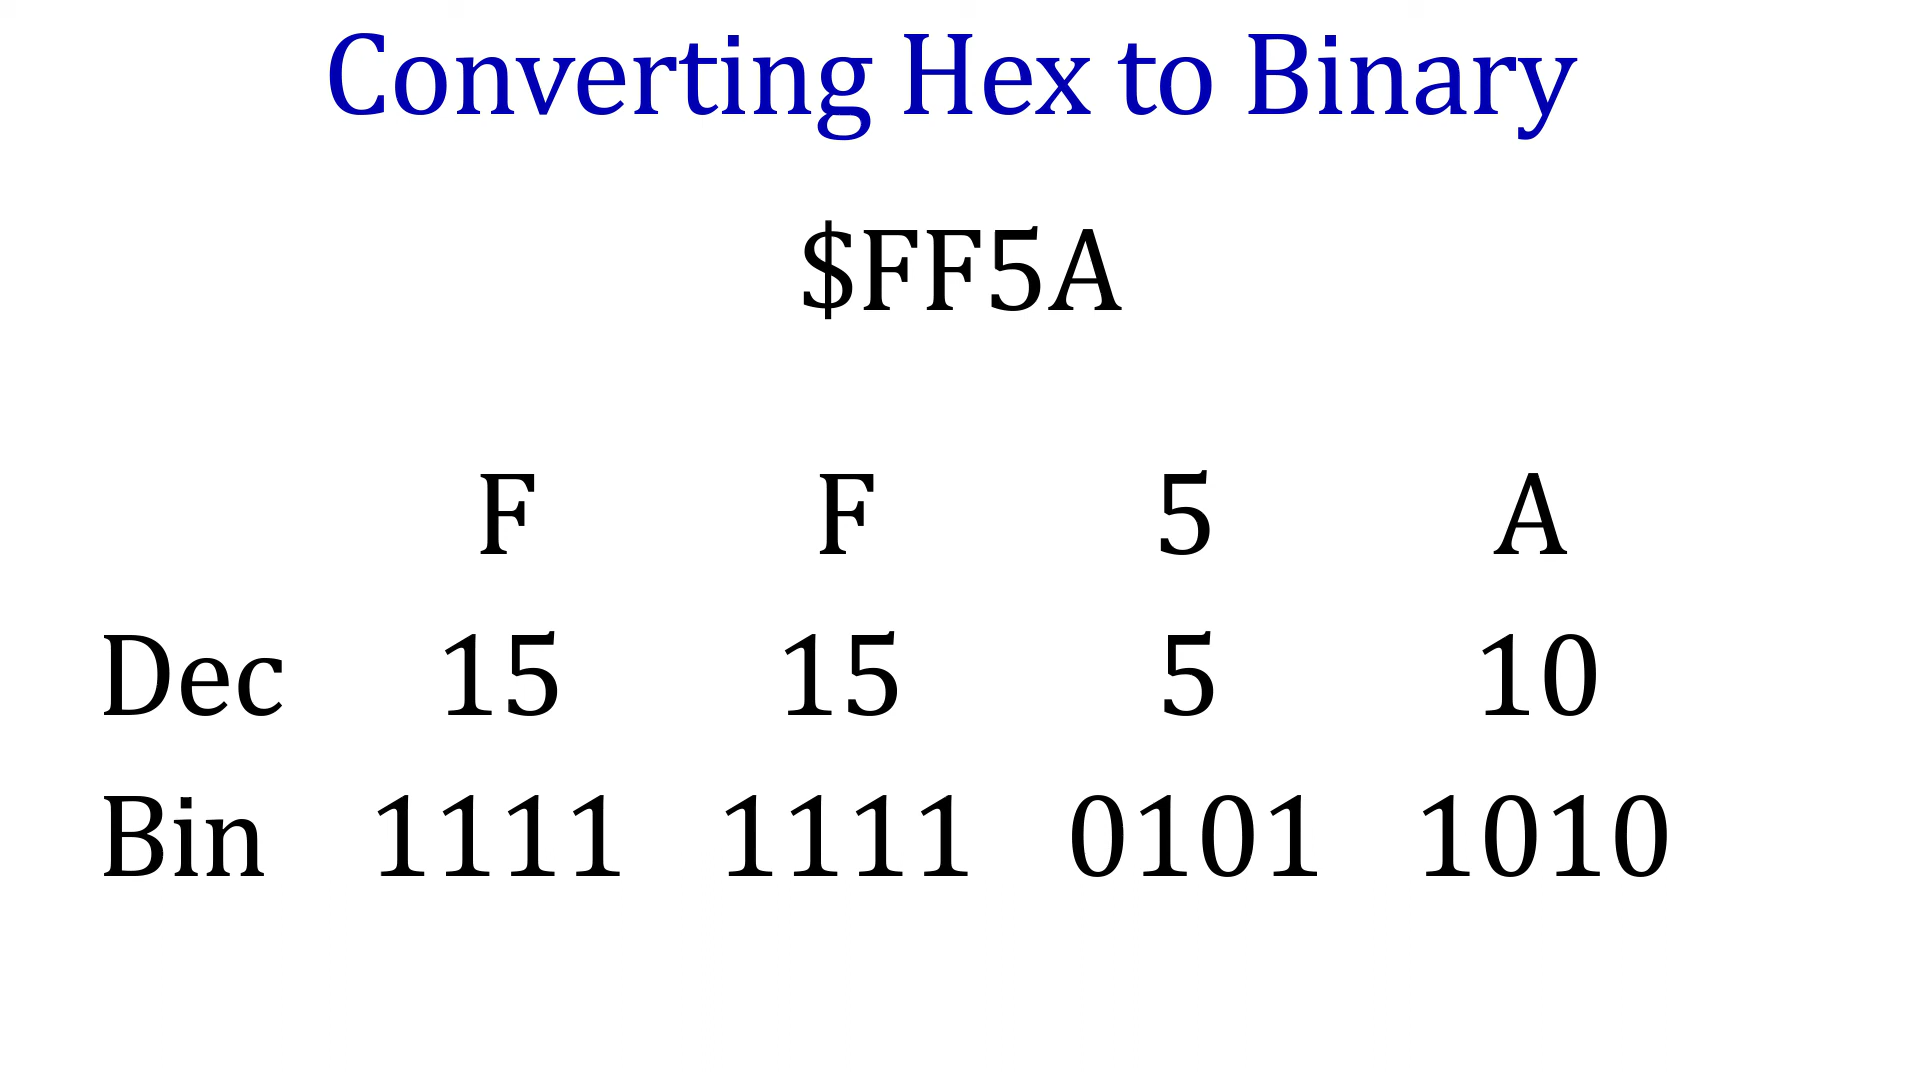 Converting Hex to Binary
$FF5A
F F 5 A
Dec 15 15 5 10
Bin 1111 1111 0101 1010